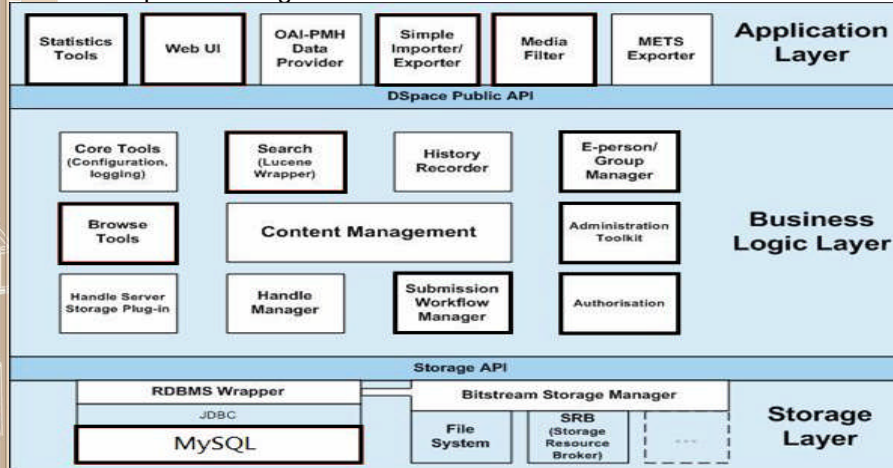 Statistics
Tools
Web UI
OAI-PMH
Data
Provider
Simple
Importer/
Exporter
Media
Filter
METS
Exporter
Application
Layer
DSpace Public API
Core Tools
(Configuration,
logging)
Search
(Lucene
Wrapper)
History
Recorder
E-person/
Group
Manager
Browse
Tools
Content Management
Administration
Toolkit
Business
Logic Layer
Handle Server
Storage Plug-in
Handle
Manager
Submission
Workflow
Manager
Authorisation
Storage API
RDBMS Wrapper
JDBC
MySQL
Bitstream Storage Manager
File
System
SRB
(Storage
Resource
Broker)
...
Storage
Layer